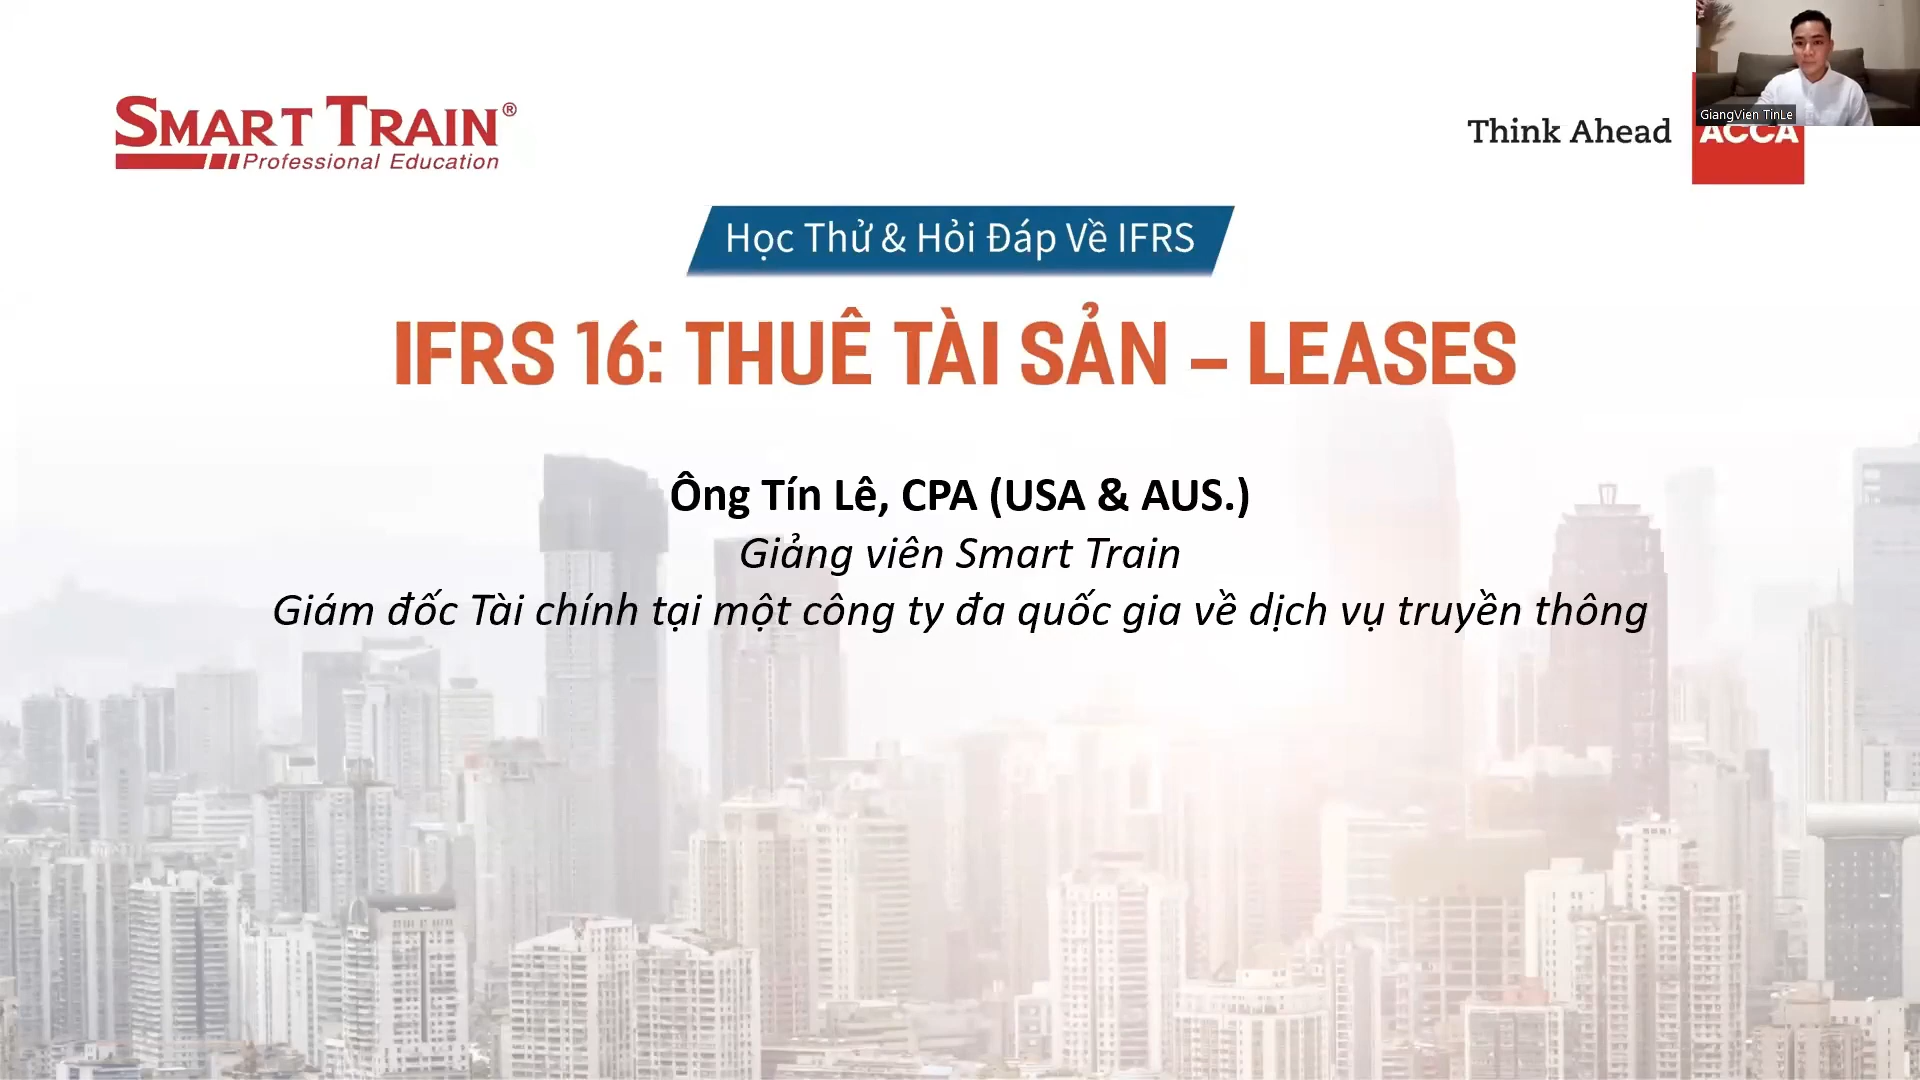 SMART TRAIN®
Professional Education
GiangVien TinLe
Think Ahead
ACCA
Học Thử & Hỏi Đáp Về IFRS
IFRS 16: THUÊ TÀI SẢN – LEASES
Ông Tín Lê, CPA (USA & AUS.)
Giảng viên Smart Train
Giám đốc Tài chính tại một công ty đa quốc gia về dịch vụ truyền thông